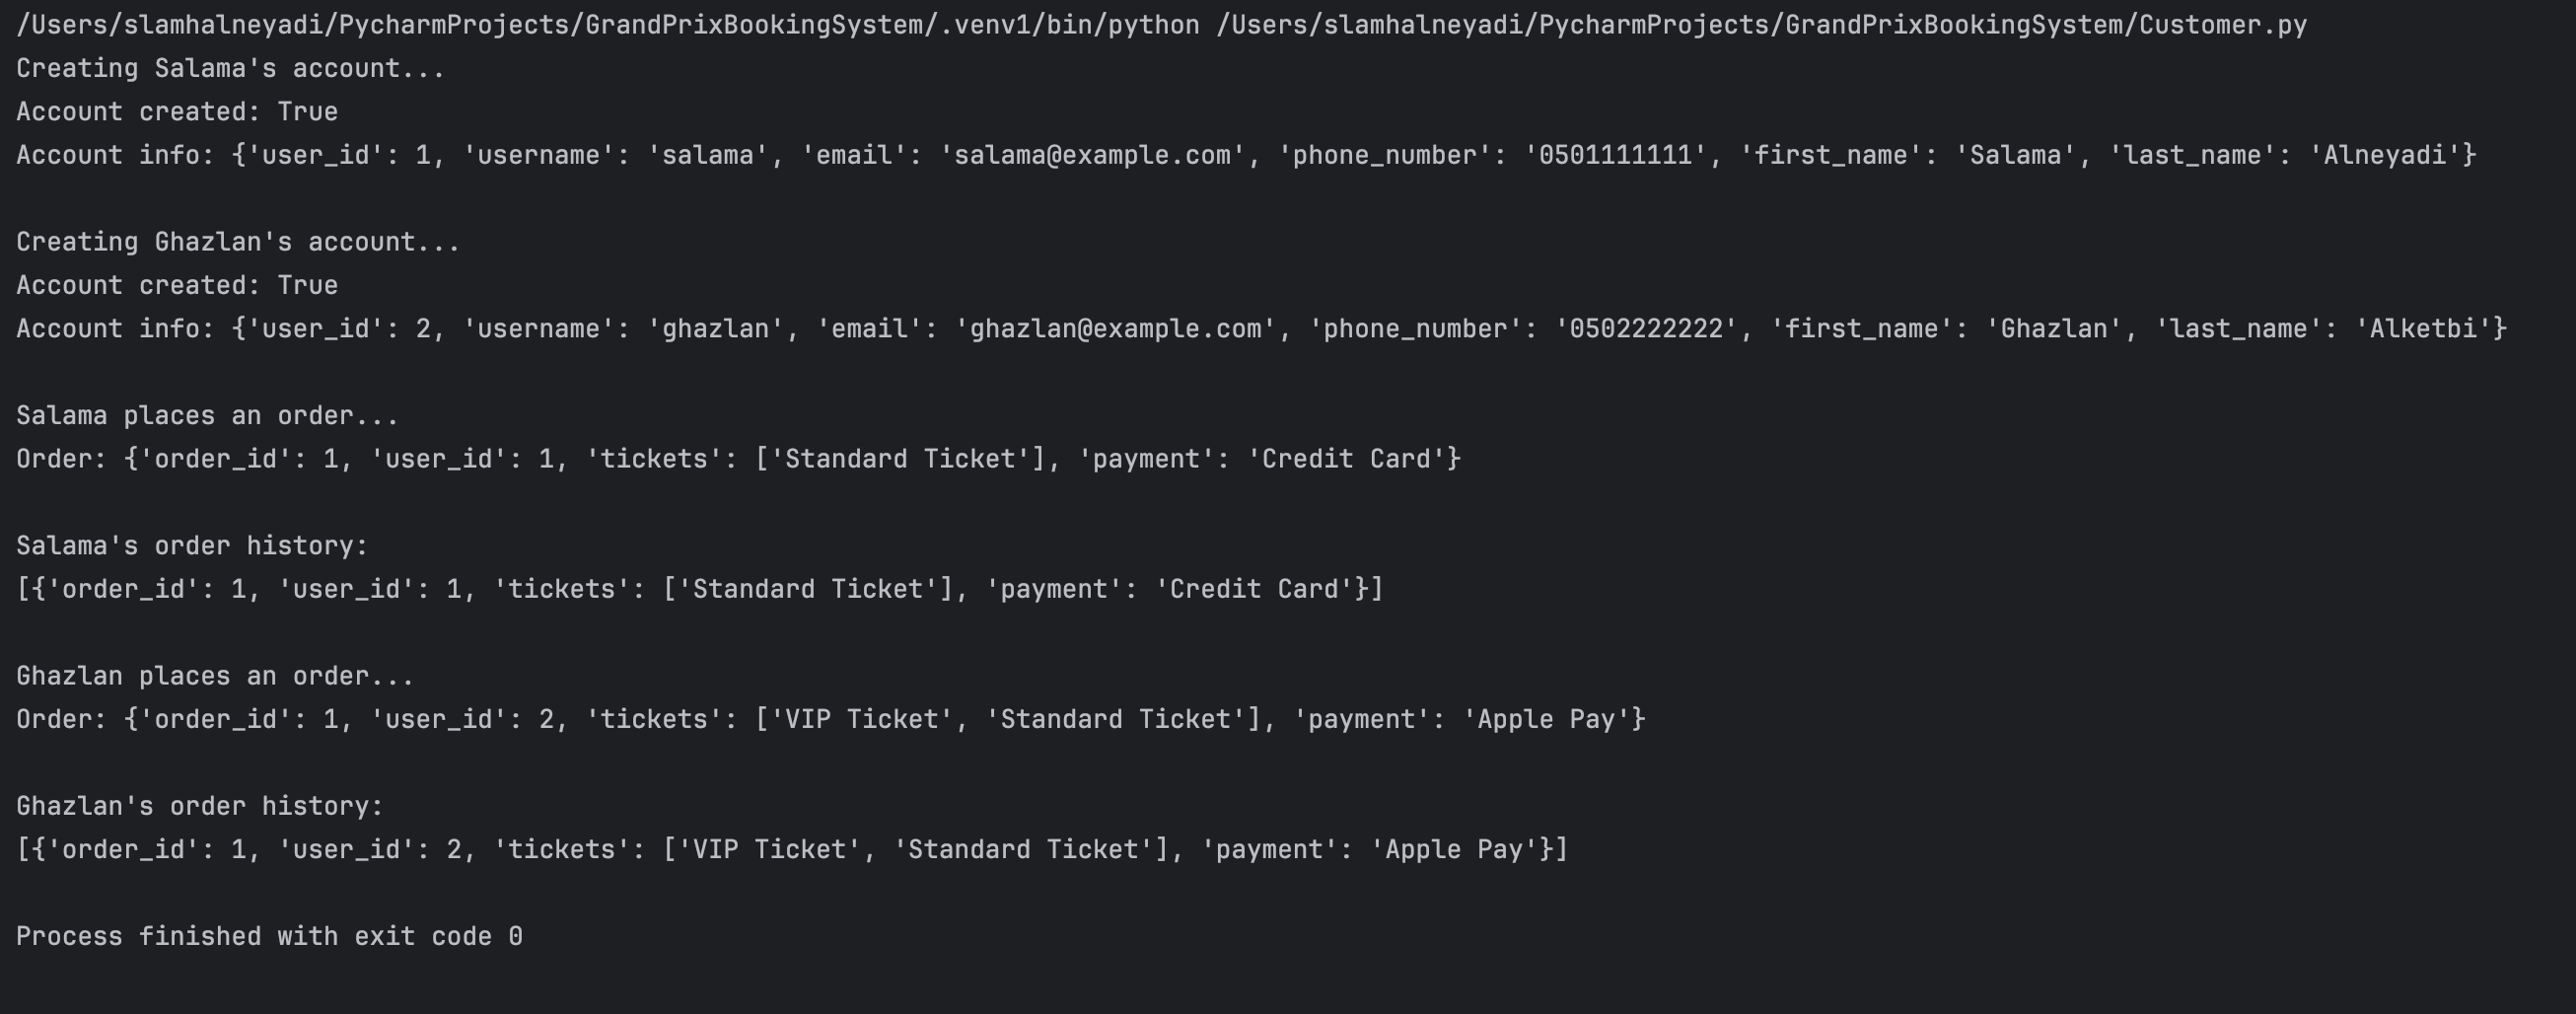 /Users/slamhalneyadi/PycharmProjects/GrandPrixBookingSystem/.venv1/bin/python /Users/slamhalneyadi/PycharmProjects/GrandPrixBookingSystem/Customer.py
Creating Salama's account...
Account created: True
Account info: {'user_id': 1, 'username': 'salama', 'email': 'salama@example.com', 'phone_number': '0501111111', 'first_name': 'Salama', 'last_name': 'Alneyadi'}
Creating Ghazlan's account...
Account created: True
Account info: {'user_id': 2, 'username': 'ghazlan', 'email': 'ghazlan@example.com', 'phone_number': '0502222222', 'first_name': 'Ghazlan', 'last_name': 'Alketbi'}
Salama places an order...
Order: {'order_id': 1, 'user_id': 1, 'tickets': ['Standard Ticket'], 'payment': 'Credit Card'}
Salama's order history:
[{'order_id': 1, 'user_id': 1, 'tickets': ['Standard Ticket'], 'payment': 'Credit Card'}]
Ghazlan places an order...
Order: {'order_id': 1, 'user_id': 2, 'tickets': ['VIP Ticket', 'Standard Ticket'], 'payment': 'Apple Pay'}
Ghazlan's order history:
[{'order_id': 1, 'user_id': 2, 'tickets': ['VIP Ticket', 'Standard Ticket'], 'payment': 'Apple Pay'}]
Process finished with exit code 0